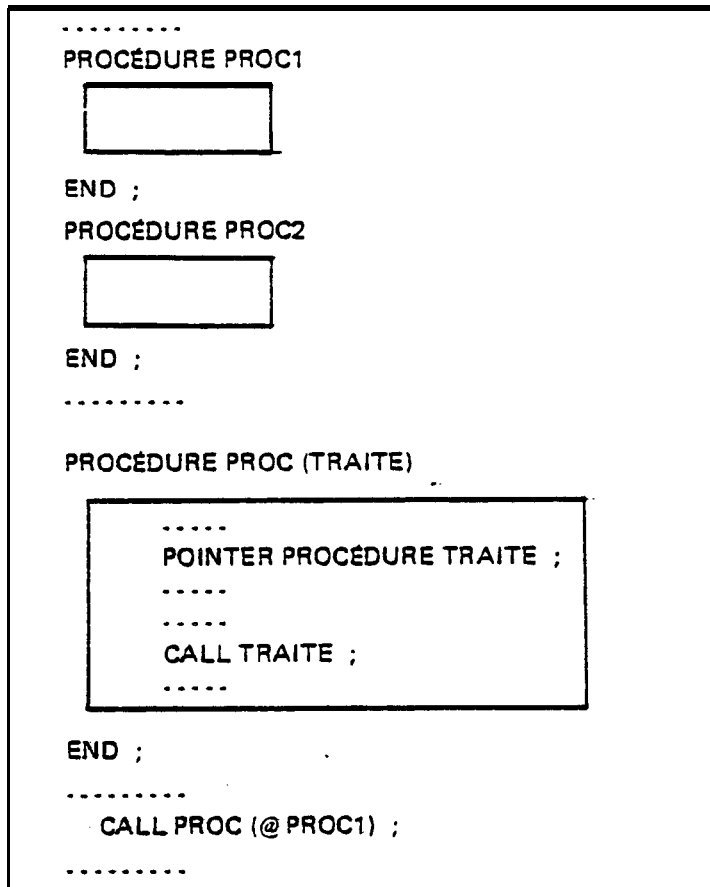 ---------
PROCÉDURE PROC1
END ;
PROCÉDURE PROC2
END ;
---------
PROCÉDURE PROC (TRAITE)
-----
POINTER PROCÉDURE TRAITE ;
-----
-----
CALL TRAITE ;
-----
END ;
---------
CALL PROC (@ PROC1) ;
---------